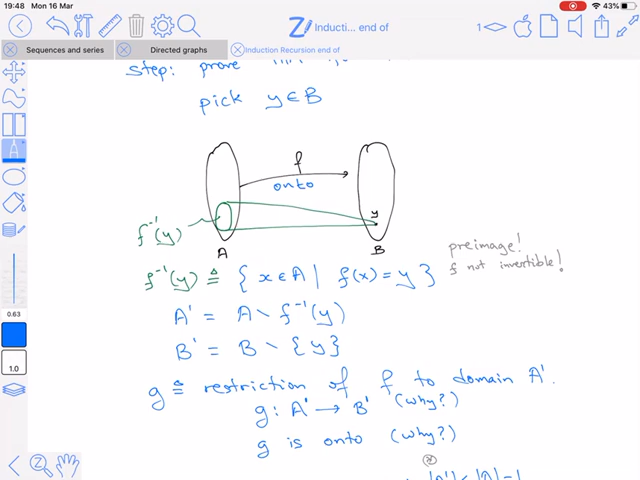 19:48 Mon 16 Mar
43%
Inducti… end of
1
Sequences and series
Directed graphs
Induction Recursion end of
step: prove
pick y ∈ B
f
onto
y
f⁻¹(y)
A
B
f⁻¹(y) ≜ { x ∈ A | f(x) = y }
preimage!
f not invertible!
A' = A \ f⁻¹(y)
B' = B \ {y}
0.63
1.0
g ≜ restriction of f to domain A'.
g: A' → B' (why?)
g is onto (why?)
|A'| ≤ |A| - 1